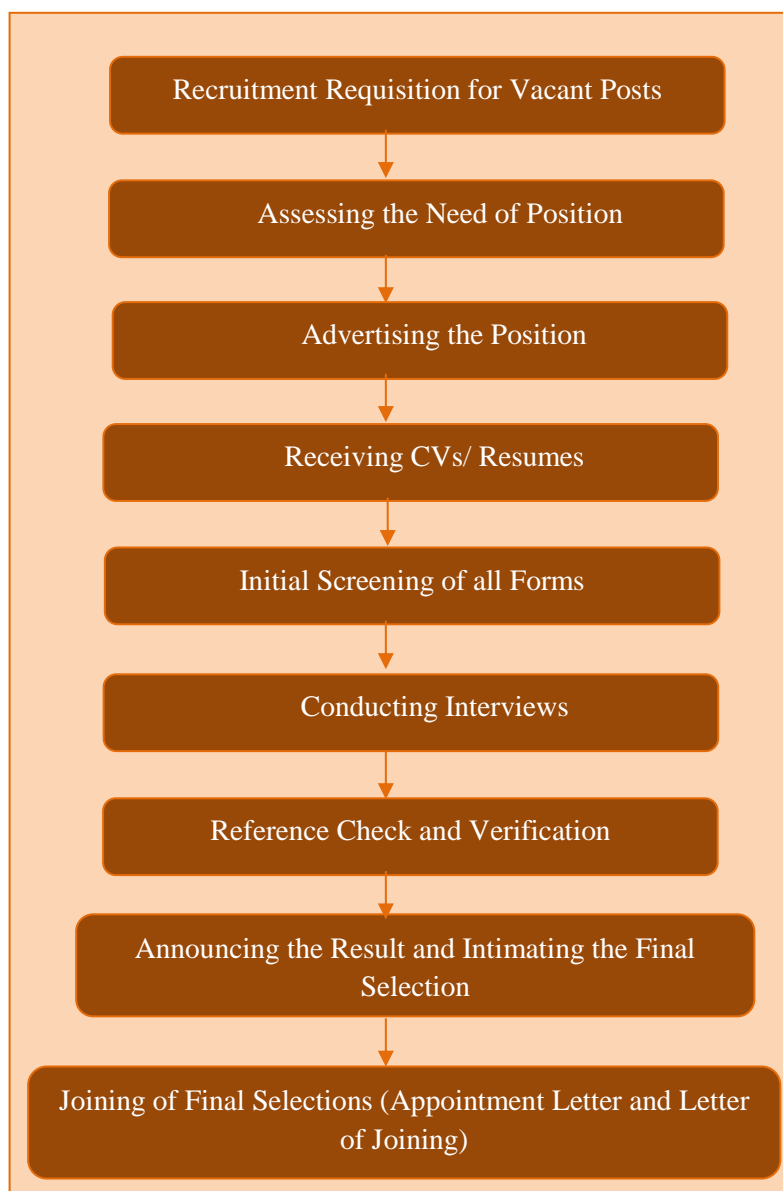 Recruitment Requisition for Vacant Posts
Assessing the Need of Position
Advertising the Position
Receiving CVs/ Resumes
Initial Screening of all Forms
Conducting Interviews
Reference Check and Verification
Announcing the Result and Intimating the Final
Selection
Joining of Final Selections (Appointment Letter and Letter
of Joining)